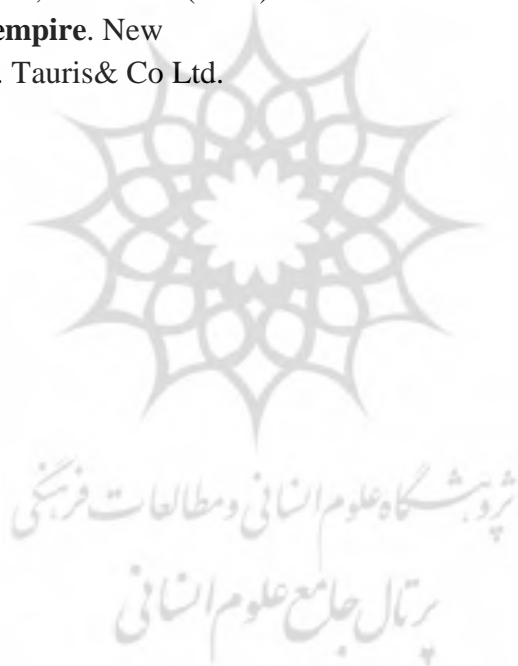 empire. New
. Tauris& Co Ltd.
پژوهشگاه علوم انسانی و مطالعات فرهنگی
پرتال جامع علوم انسانی